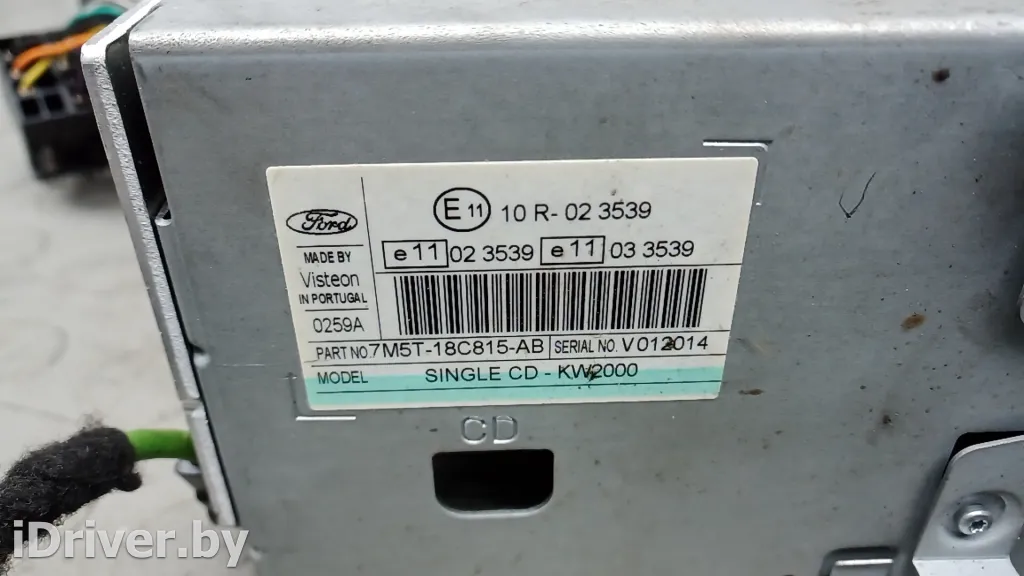 Ford
MADE BY
Visteon
IN PORTUGAL
0259A
E 11 10 R- 02 3539
e 11 02 3539 e 11 03 3539
PART NO. 7M5T-18C815-AB SERIAL NO. V 012014
MODEL SINGLE CD - KW2000
CD
iDriver.by